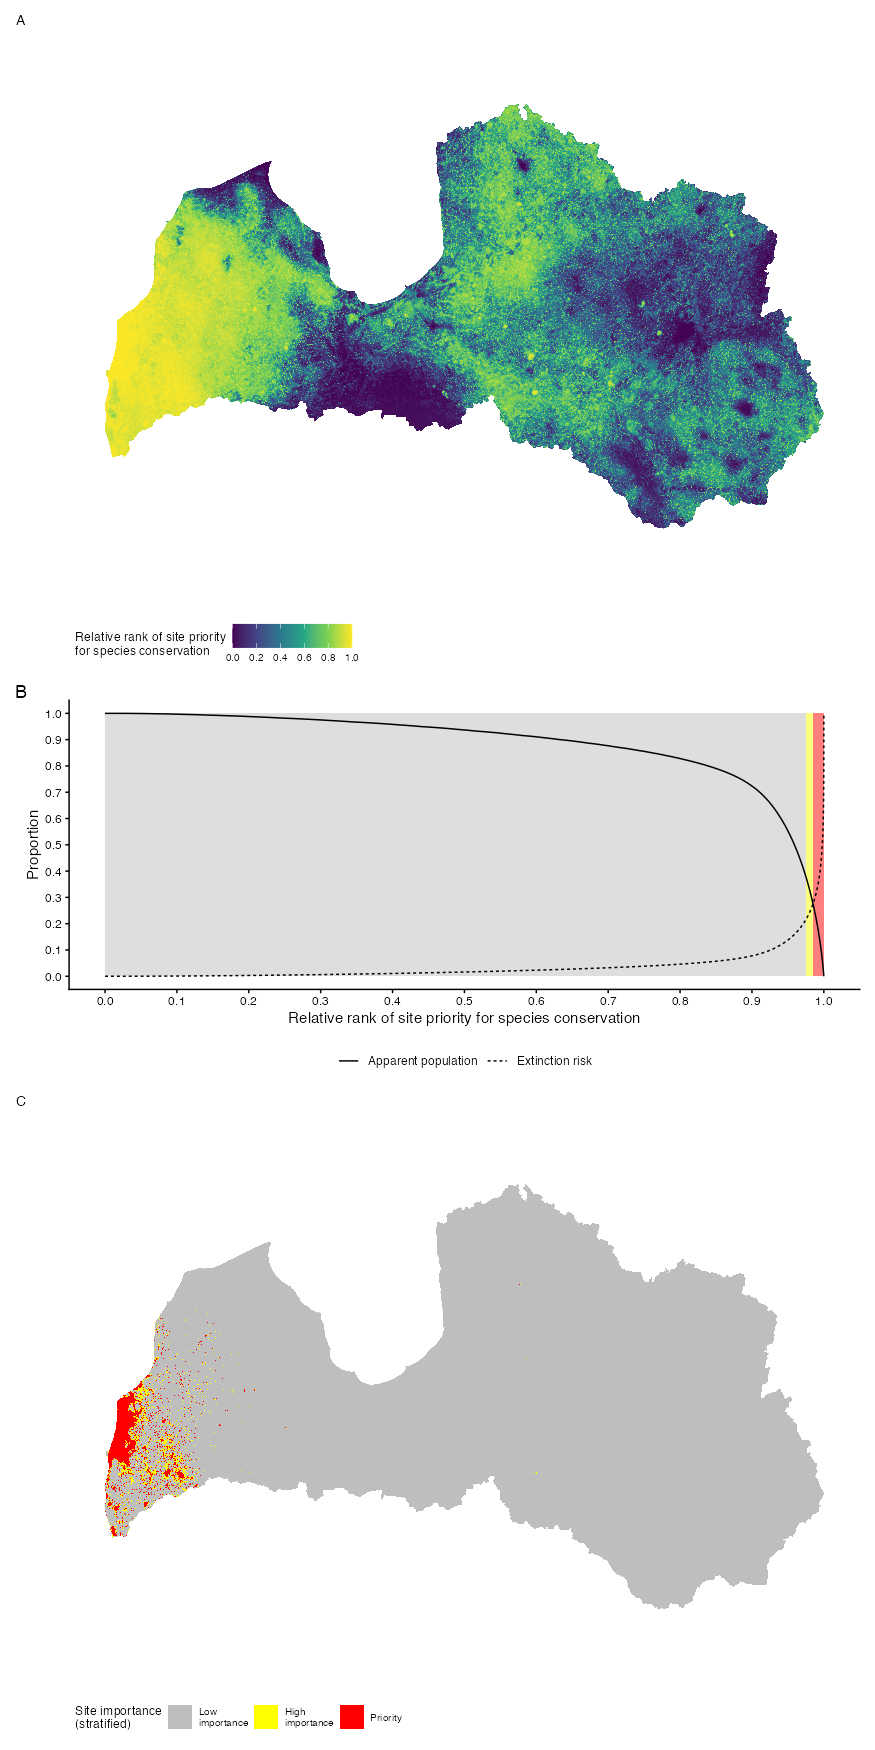 A
Relative rank of site priority
for species conservation
0.0 0.2 0.4 0.6 0.8 1.0
B
1.0
0.9
0.8
0.7
0.6
0.5
0.4
0.3
0.2
0.1
0.0
Proportion
0.0 0.1 0.2 0.3 0.4 0.5 0.6 0.7 0.8 0.9 1.0
Relative rank of site priority for species conservation
Apparent population Extinction risk
C
Site importance
(stratified)
Low
importance
High
importance
Priority